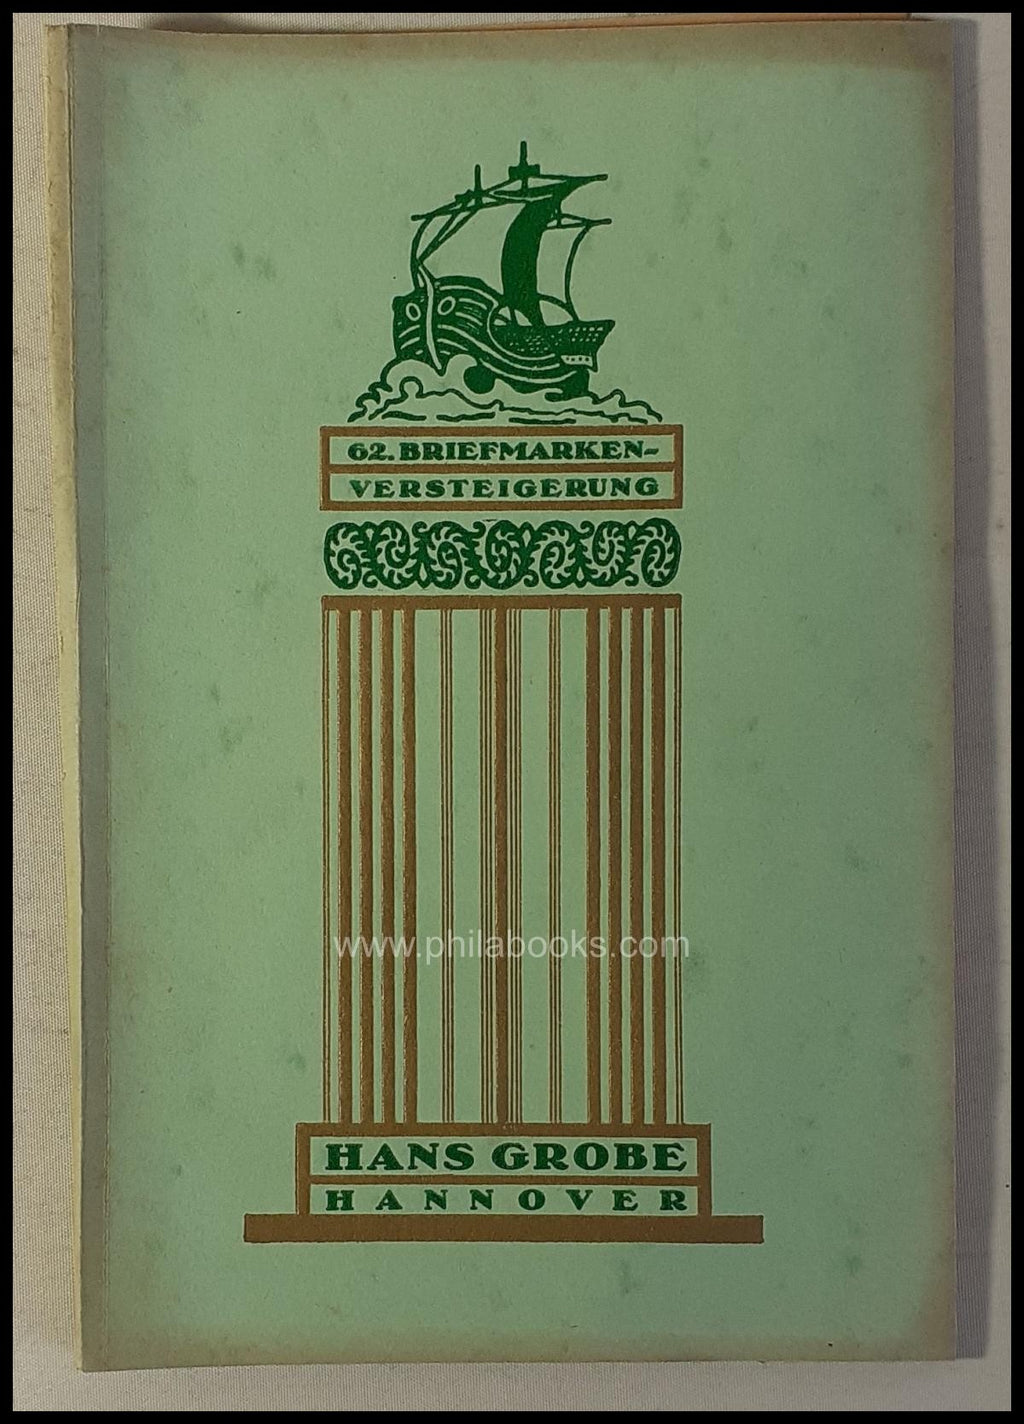 62. BRIEFMARKEN-
VERSTEIGERUNG
www.philabooks.com
HANS GROBE
HANNOVER